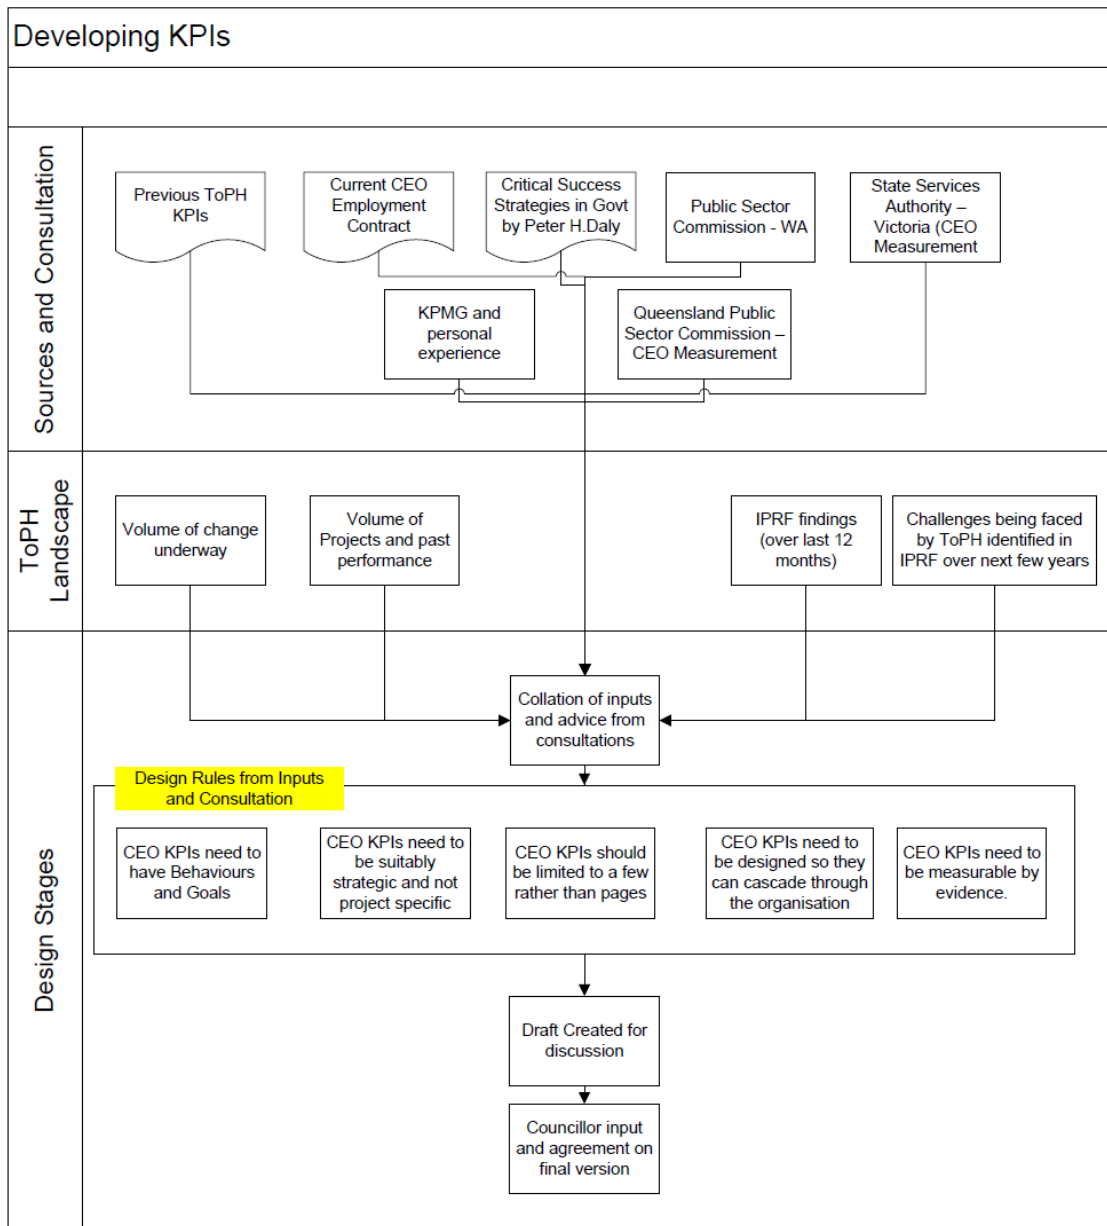 Developing KPIs
Sources and Consultation
Previous ToPH
KPIs
Current CEO
Employment
Contract
Critical Success
Strategies in Govt
by Peter H.Daly
Public Sector
Commission - WA
State Services
Authority –
Victoria (CEO
Measurement
KPMG and
personal
experience
Queensland Public
Sector Commission –
CEO Measurement
ToPH
Landscape
Volume of change
underway
Volume of
Projects and past
performance
IPRF findings
(over last 12
months)
Challenges being faced
by ToPH identified in
IPRF over next few years
Design Stages
Collation of inputs
and advice from
consultations
Design Rules from Inputs
and Consultation
CEO KPIs need to
have Behaviours
and Goals
CEO KPIs need to
be suitably
strategic and not
project specific
CEO KPIs should
be limited to a few
rather than pages
CEO KPIs need to
be designed so they
can cascade through
the organisation
CEO KPIs need to
be measurable by
evidence.
Draft Created for
discussion
Councillor input
and agreement on
final version